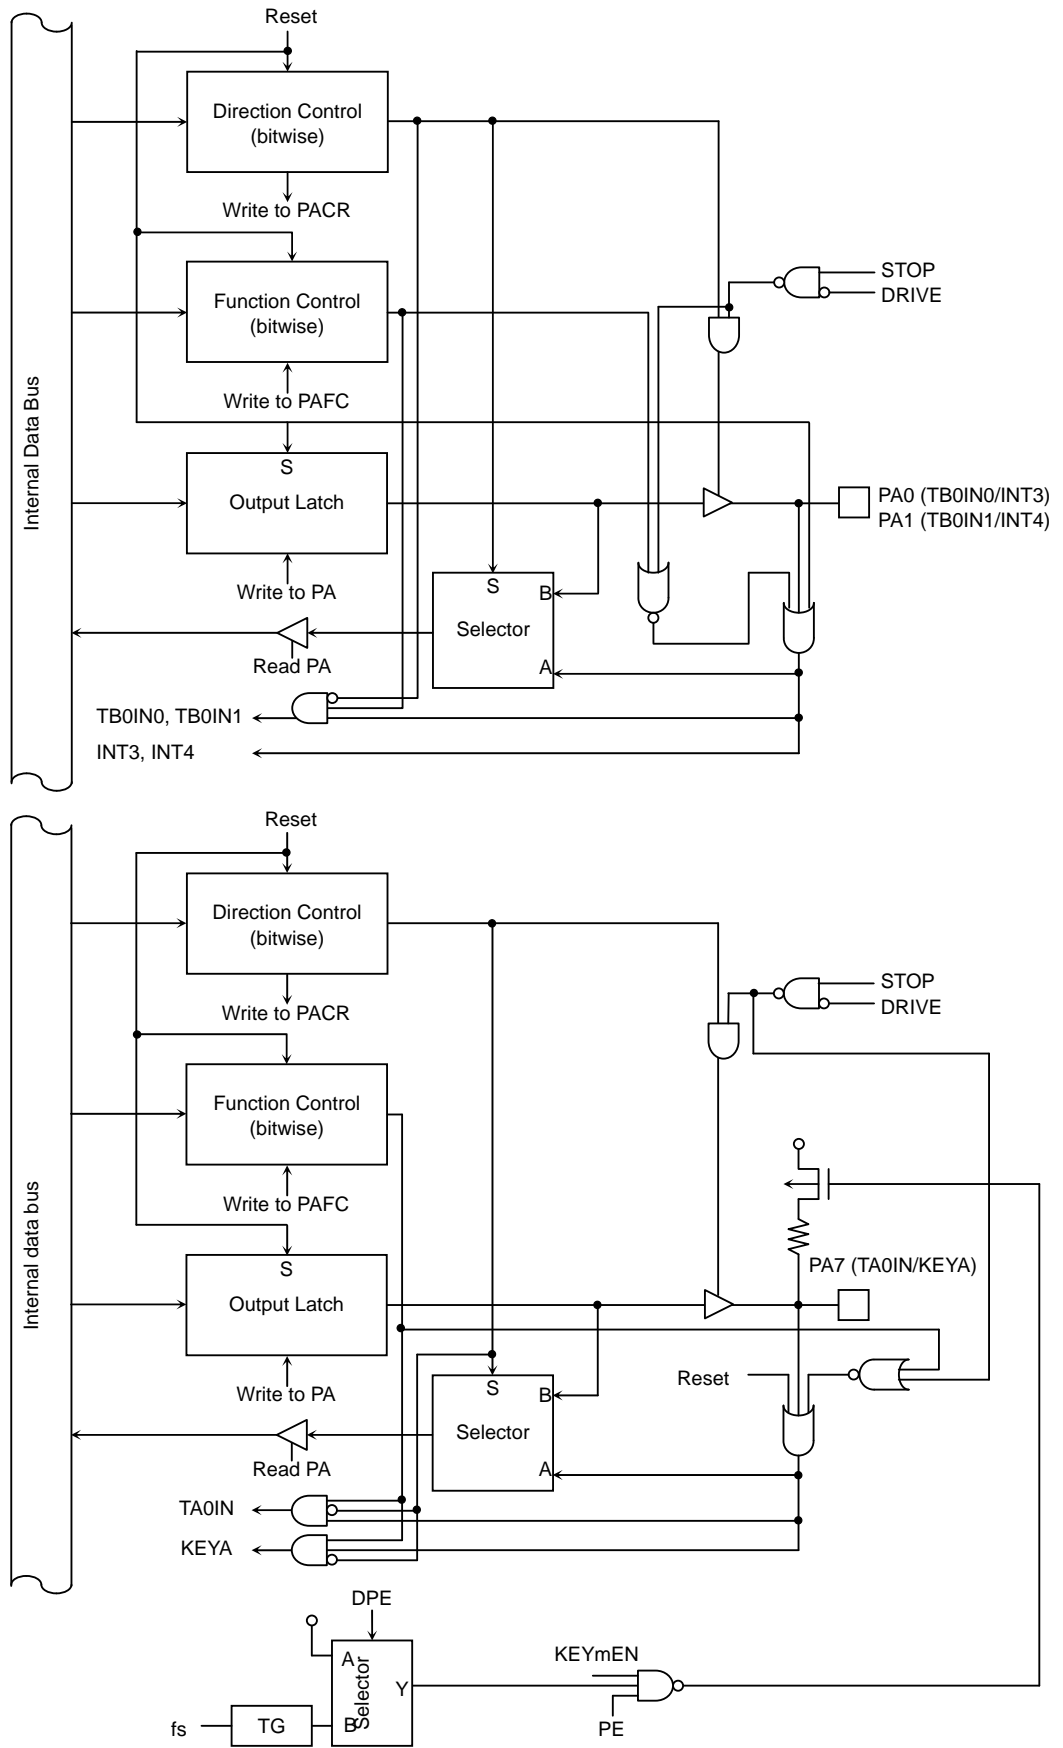 Reset
Direction Control
(bitwise)
Write to PACR
STOP
DRIVE
Function Control
(bitwise)
Write to PAFC
Internal Data Bus
S
Output Latch
PA0 (TB0IN0/INT3)
PA1 (TB0IN1/INT4)
Write to PA
S
B
Selector
A
Read PA
TB0IN0, TB0IN1
INT3, INT4
Reset
Direction Control
(bitwise)
Write to PACR
STOP
DRIVE
Function Control
(bitwise)
Write to PAFC
Internal data bus
PA7 (TA0IN/KEYA)
S
Output Latch
Write to PA
Reset
S
B
Selector
A
Read PA
TA0IN
KEYA
DPE
A
Selector
Y
B
KEYmEN
PE
fs
TG